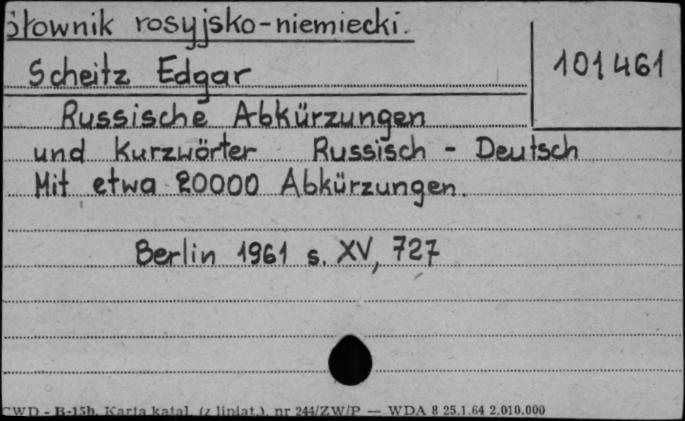 Słownik rosyjsko-niemiecki.
Scheitz Edgar
101461
Russische Abkürzungen
und Kurzwörter Russisch - Deutsch
Mit etwa 20000 Abkürzungen.
Berlin 1961 s. XV, 727
CWD - B-15b. Karta katal. (z liniat.). nr 244/ZW/P — WDA 8 25.1.64 2.010.000